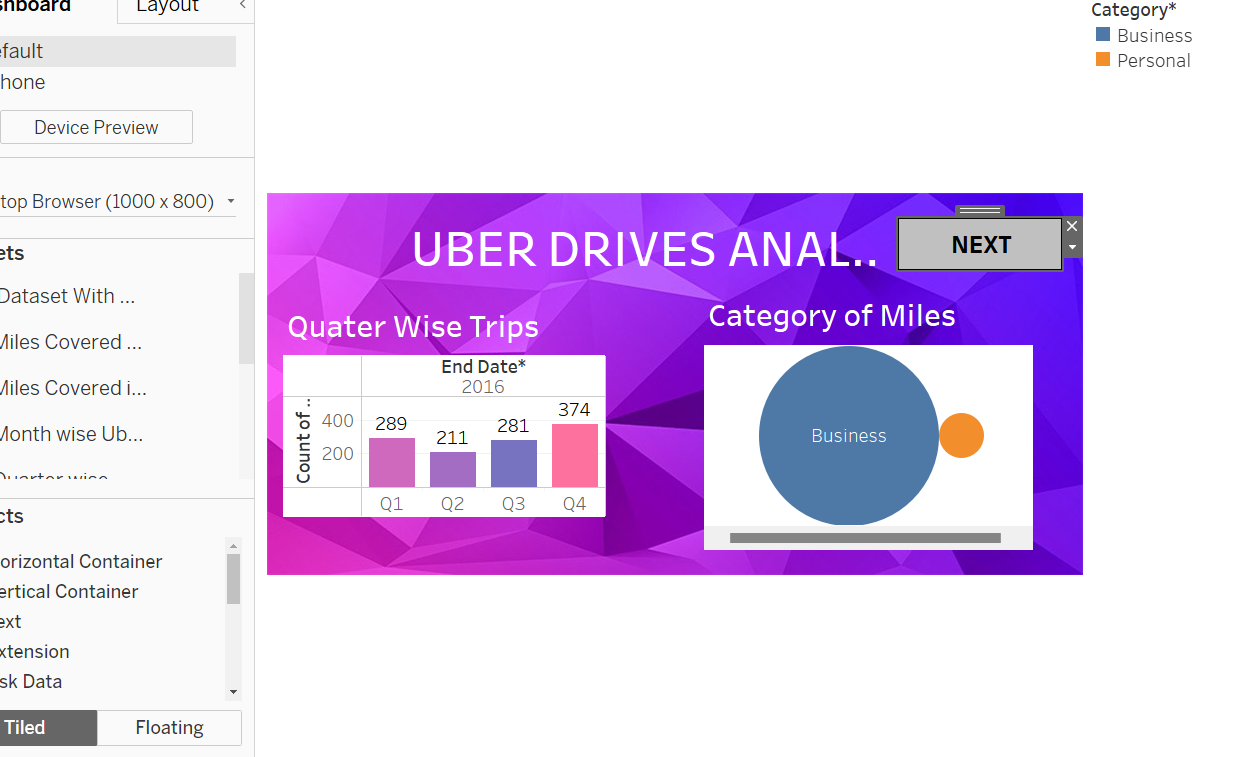 shboard Layout
efault
hone
Device Preview
top Browser (1000 x 800)
ets
Dataset With ...
Miles Covered ...
Miles Covered i...
Month wise Ub...
cts
orizontal Container
ertical Container
ext
xtension
sk Data
Tiled Floating
UBER DRIVES ANAL..
NEXT
Quater Wise Trips
End Date*
2016
Count of ..
400
200
289
211
281
374
Q1 Q2 Q3 Q4
Category of Miles
Business
Category*
Business
Personal